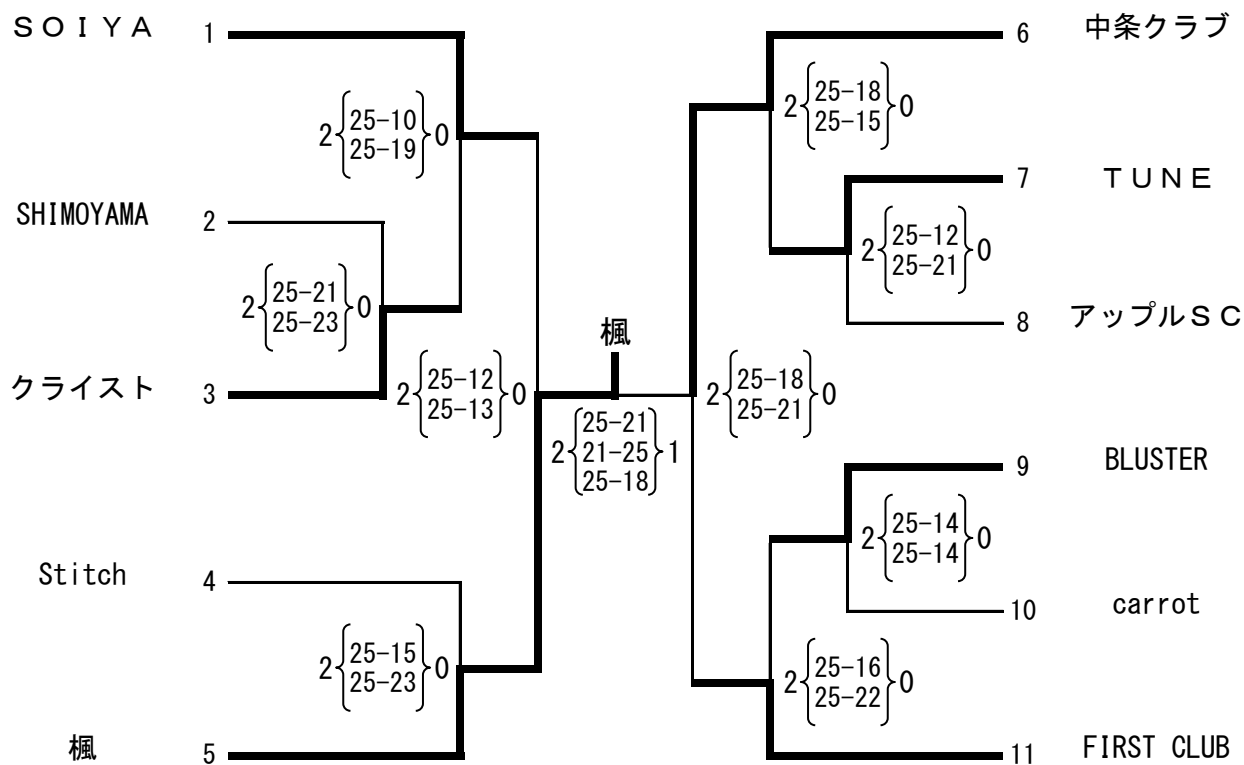 ＳＯＩＹＡ 1
2 25-10 0
25-19
SHIMOYAMA 2
2 25-21 0
25-23
クライスト 3
2 25-12 0
25-13
Stitch 4
2 25-15 0
25-23
楓 5
楓
2 25-21 1
21-25
25-18
6 中条クラブ
2 25-18 0
25-15
7 ＴＵＮＥ
2 25-12 0
25-21
8 アップルＳＣ
2 25-18 0
25-21
9 BLUSTER
2 25-14 0
25-14
10 carrot
2 25-16 0
25-22
11 FIRST CLUB